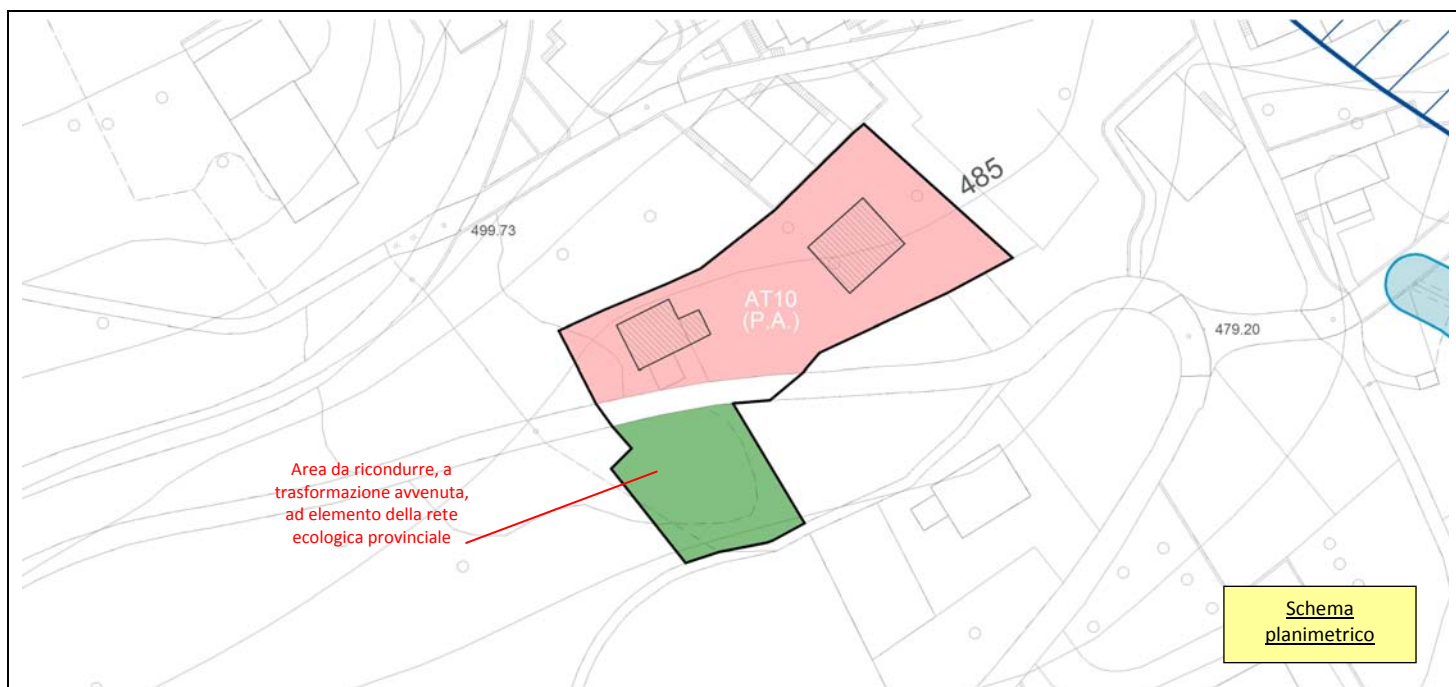 485
499.73
AT10
(P.A.)
479.20
Area da ricondurre, a
trasformazione avvenuta,
ad elemento della rete
ecologica provinciale
Schema
planimetrico